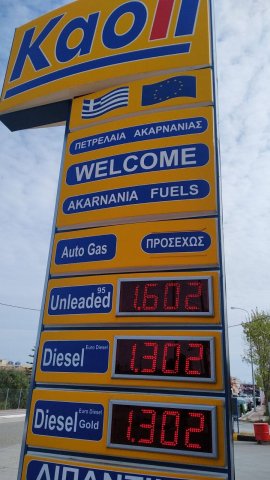 Kaoil
ΠΕΤΡΕΛΑΙΑ ΑΚΑΡΝΑΝΙΑΣ
WELCOME
AKARNANIA FUELS
Auto Gas ΠΡΟΣΕΧΩΣ
Unleaded 95 1.602
Diesel Euro Diesel 1.302
Diesel Euro Diesel Gold 1.302